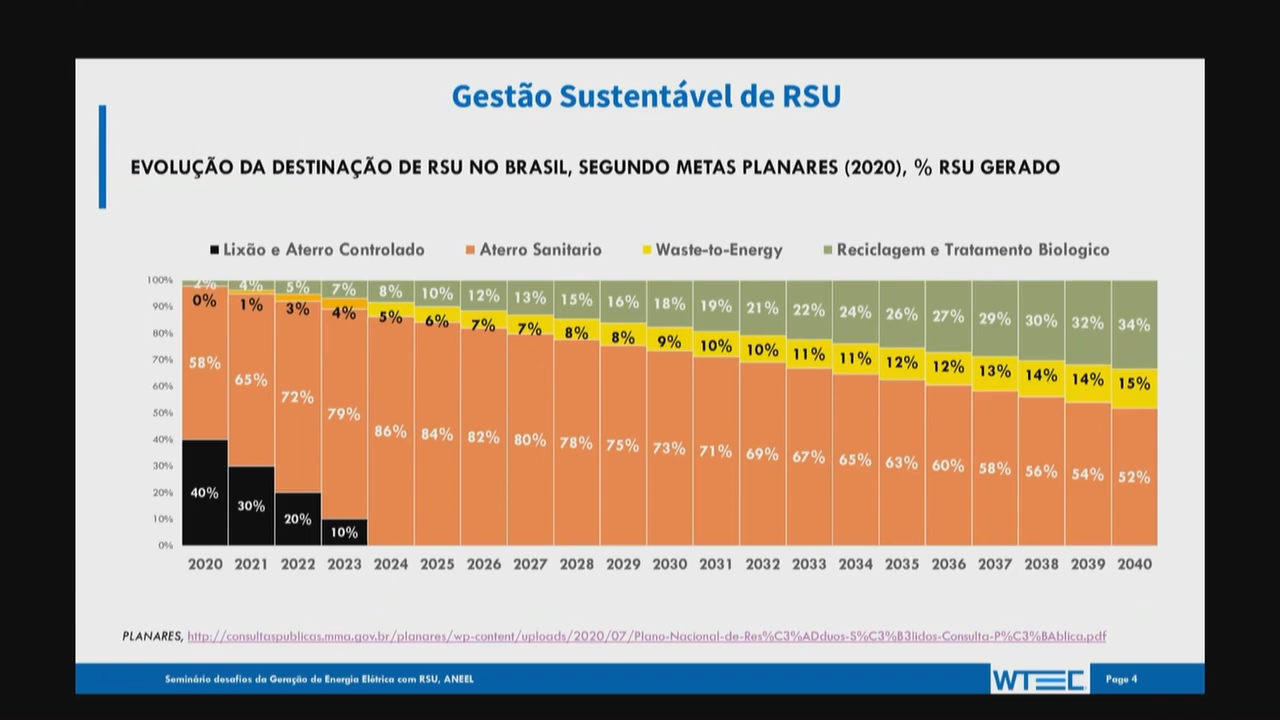 Gestão Sustentável de RSU
EVOLUÇÃO DA DESTINAÇÃO DE RSU NO BRASIL, SEGUNDO METAS PLANARES (2020), % RSU GERADO
Lixão e Aterro Controlado Aterro Sanitario Waste-to-Energy Reciclagem e Tratamento Biologico
100%
90%
80%
70%
60%
50%
40%
30%
20%
10%
0%
2% 4% 5% 7% 8% 10% 12% 13% 15% 16% 18% 19% 21% 22% 24% 26% 27% 29% 30% 32% 34%
0% 1% 3% 4% 5% 6% 7% 7% 8% 8% 9% 10% 10% 11% 11% 12% 12% 13% 14% 14% 15%
58% 65% 72% 79% 86% 84% 82% 80% 78% 75% 73% 71% 69% 67% 65% 63% 60% 58% 56% 54% 52%
40% 30% 20% 10%
2020 2021 2022 2023 2024 2025 2026 2027 2028 2029 2030 2031 2032 2033 2034 2035 2036 2037 2038 2039 2040
PLANARES, http://consultaspublicas.mma.gov.br/planares/wp-content/uploads/2020/07/Plano-Nacional-de-Res%C3%ADduos-S%C3%B3lidos-Consulta-P%C3%BAblica.pdf
Seminário desafios da Geração de Energia Elétrica com RSU, ANEEL
WTEEC
Page 4